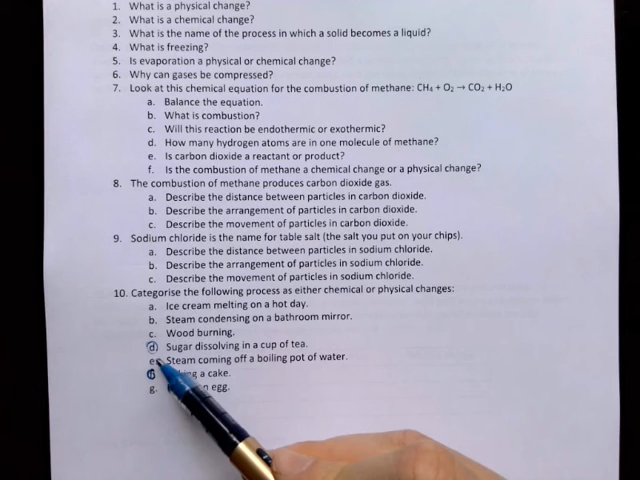 1. What is a physical change?
2. What is a chemical change?
3. What is the name of the process in which a solid becomes a liquid?
4. What is freezing?
5. Is evaporation a physical or chemical change?
6. Why can gases be compressed?
7. Look at this chemical equation for the combustion of methane: CH₄ + O₂ → CO₂ + H₂O
a. Balance the equation.
b. What is combustion?
c. Will this reaction be endothermic or exothermic?
d. How many hydrogen atoms are in one molecule of methane?
e. Is carbon dioxide a reactant or product?
f. Is the combustion of methane a chemical change or a physical change?
8. The combustion of methane produces carbon dioxide gas.
a. Describe the distance between particles in carbon dioxide.
b. Describe the arrangement of particles in carbon dioxide.
c. Describe the movement of particles in carbon dioxide.
9. Sodium chloride is the name for table salt (the salt you put on your chips).
a. Describe the distance between particles in sodium chloride.
b. Describe the arrangement of particles in sodium chloride.
c. Describe the movement of particles in sodium chloride.
10. Categorise the following process as either chemical or physical changes:
a. Ice cream melting on a hot day.
b. Steam condensing on a bathroom mirror.
c. Wood burning.
d. Sugar dissolving in a cup of tea.
e. Steam coming off a boiling pot of water.
a cake.
g. egg.